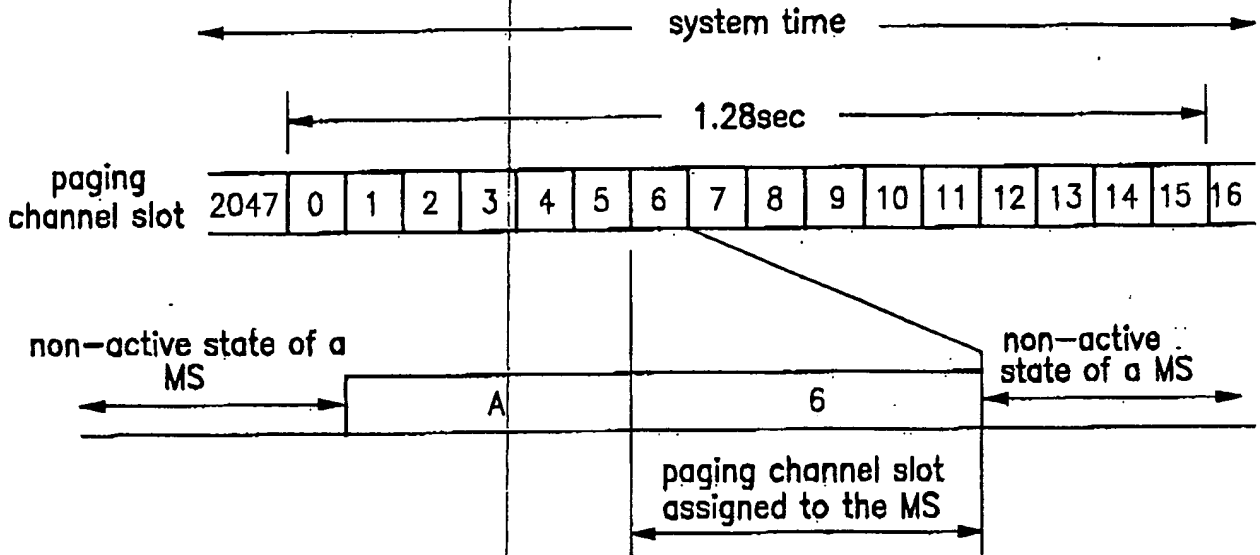 system time
1.28sec
paging
channel slot
2047 0 1 2 3 4 5 6 7 8 9 10 11 12 13 14 15 16
non-active state of a
MS
A
6
non-active
state of a MS
paging channel slot
assigned to the MS